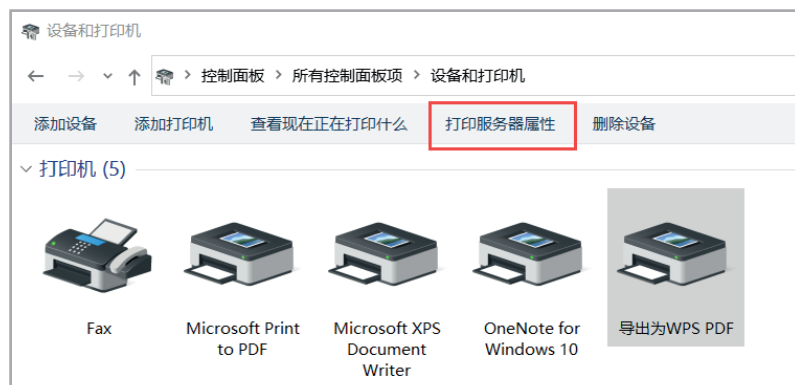 设备和打印机
控制面板 > 所有控制面板项 > 设备和打印机
添加设备 添加打印机 查看现在正在打印什么 打印服务器属性 删除设备
打印机 (5)
Fax
Microsoft Print
to PDF
Microsoft XPS
Document
Writer
OneNote for
Windows 10
导出为WPS PDF